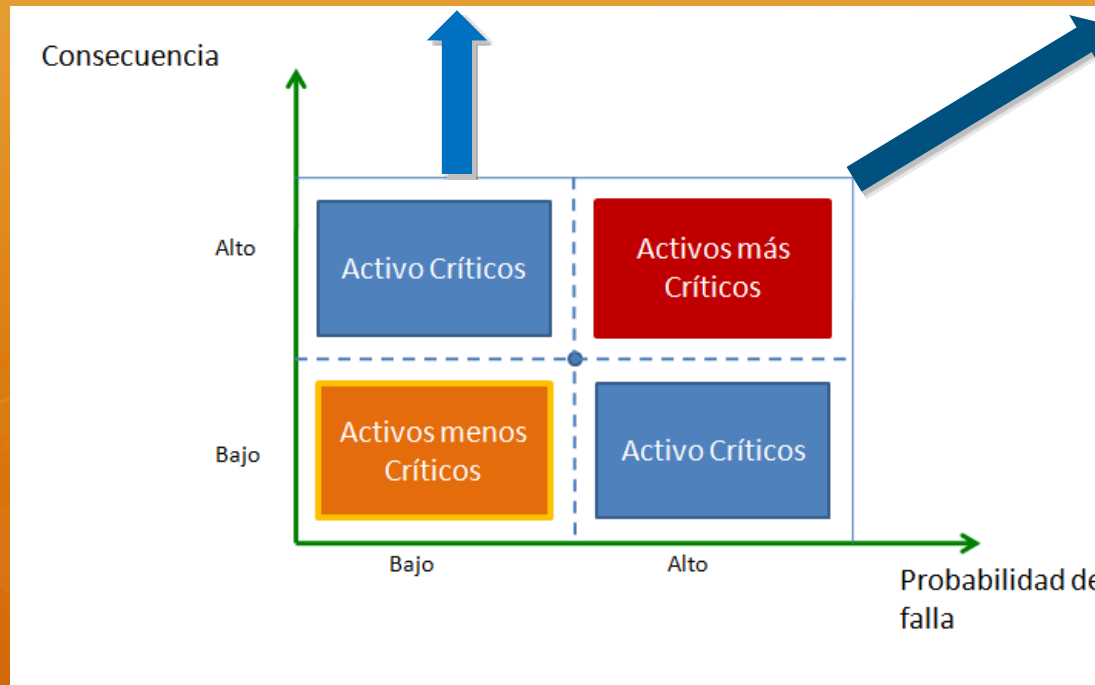 Consecuencia
Alto
Activo Críticos
Activos más
Críticos
Bajo
Activos menos
Críticos
Activo Críticos
Bajo
Alto
Probabilidad de
falla